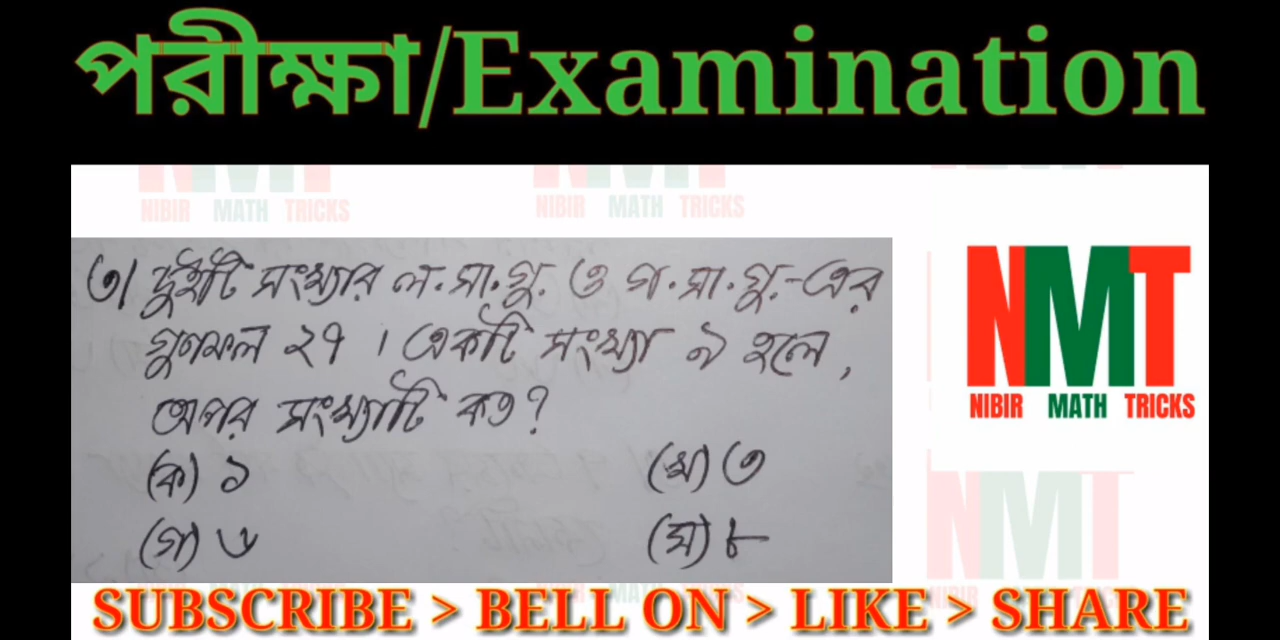 পরীক্ষা/Examination
NIBIR MATH TRICKS
NIBIR MATH TRICKS
NMT
NIBIR MATH TRICKS
৩। দুইটি সংখ্যার ল.সা.গু. ও গ.সা.গু.-এর
গুণফল ২৭ । একটি সংখ্যা ৯ হলে,
অপর সংখ্যাটি কত?
(ক) ১ (খ) ৩
(গ) ৬ (ঘ) ৮
SUBSCRIBE > BELL ON > LIKE > SHARE